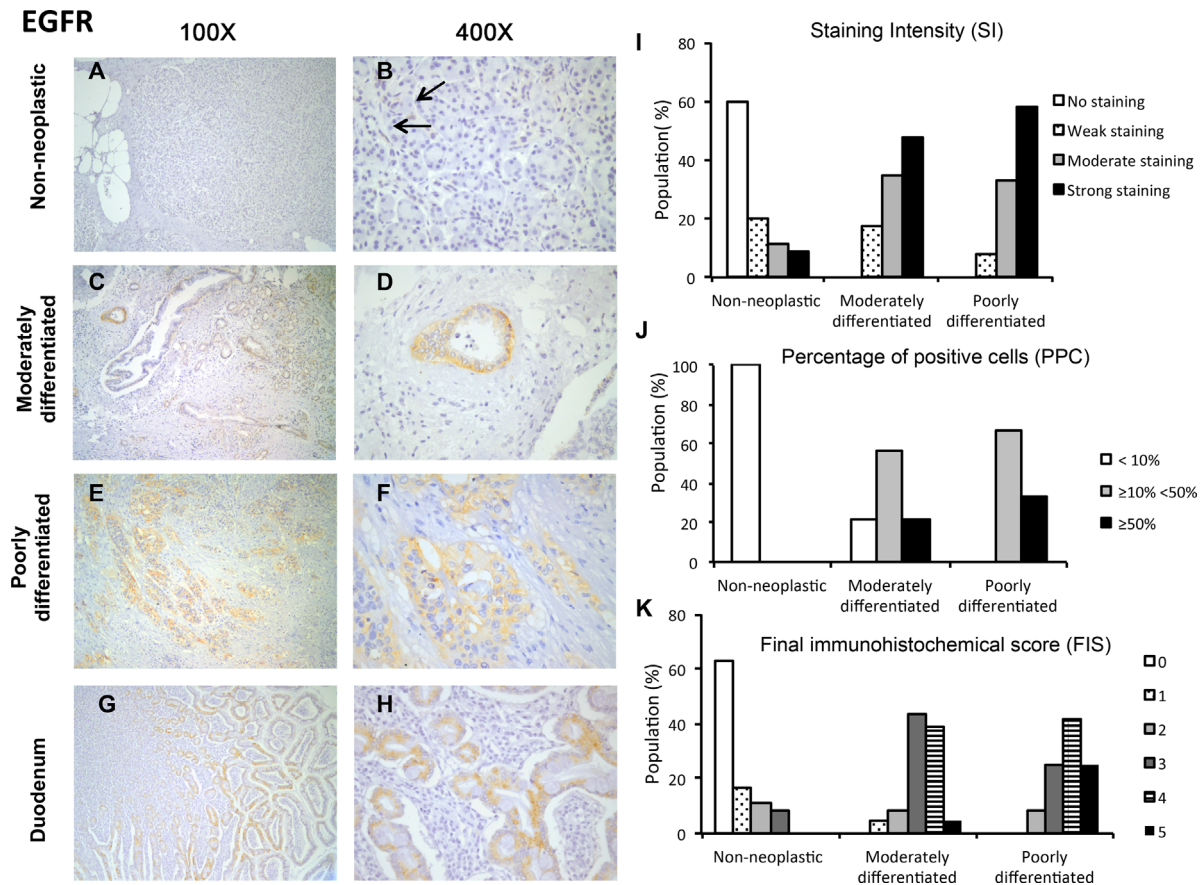 EGFR
100X
400X
Non-neoplastic
A
B
Moderately
differentiated
C
D
Poorly
differentiated
E
F
Duodenum
G
H
I
Staining Intensity (SI)
Population( %)
80
60
40
20
0
No staining
Weak staining
Moderate staining
Strong staining
Non-neoplastic
Moderately
differentiated
Poorly
differentiated
J
Percentage of positive cells (PPC)
Population (%)
100
80
60
40
20
0
< 10%
≥10% <50%
≥50%
Non-neoplastic
Moderately
differentiated
Poorly
differentiated
K
Final immunohistochemical score (FIS)
Population (%)
80
60
40
20
0
0
1
2
3
4
5
Non-neoplastic
Moderately
differentiated
Poorly
differentiated